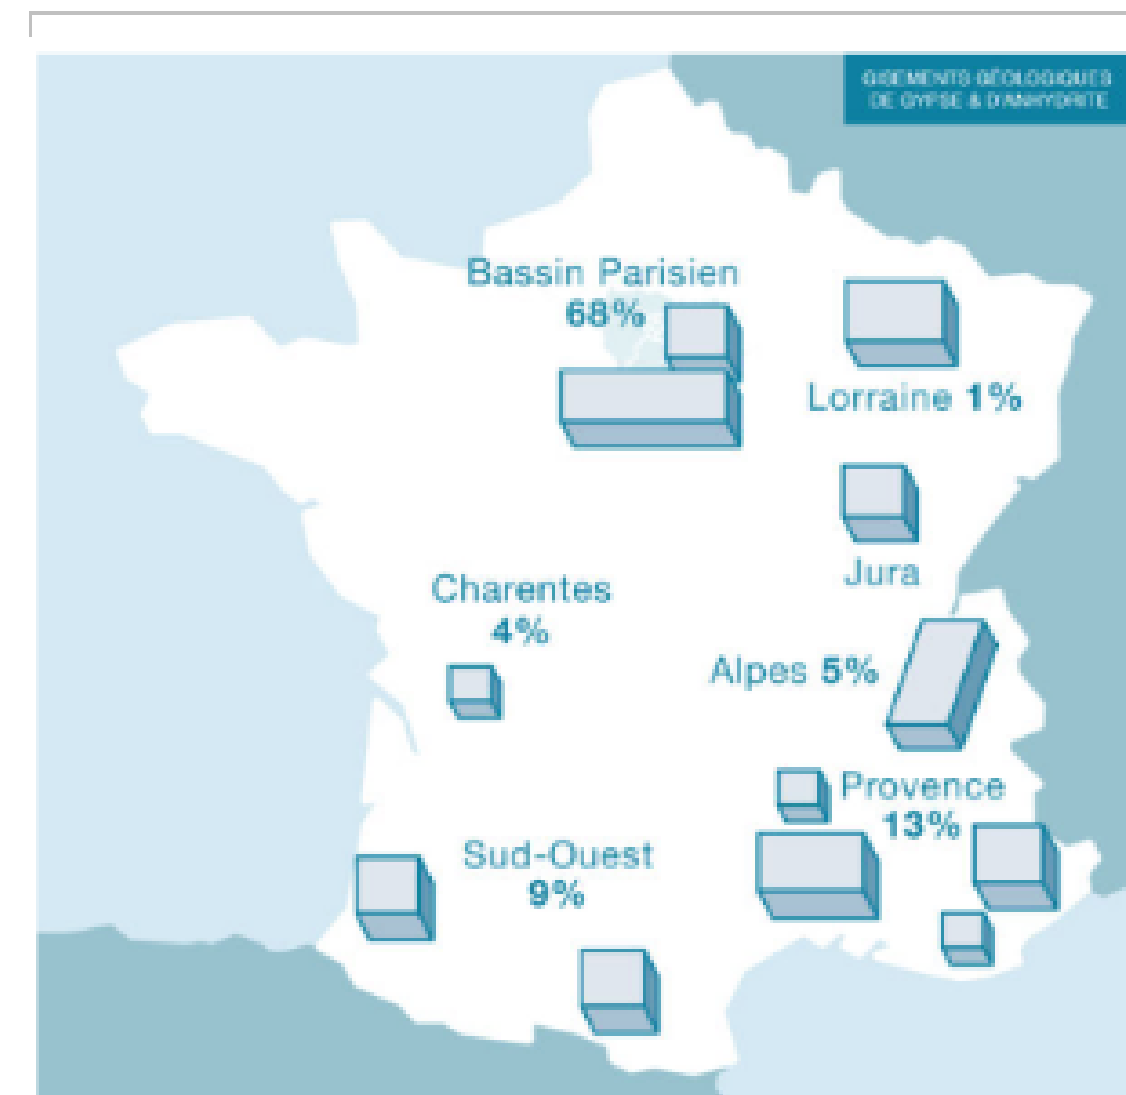 GISEMENTS GÉOLOGIQUES
DE GYPSE & D'ANHYDRITE
Bassin Parisien
68%
Lorraine 1%
Jura
Charentes
4%
Alpes 5%
Provence
13%
Sud-Ouest
9%